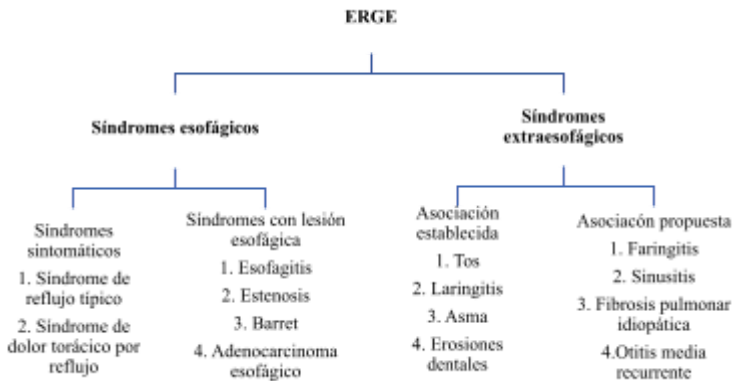 ERGE
Síndromes esofágicos
Síndromes
extraesofágicos
Síndromes
sintomáticos
1. Síndrome de
reflujo típico
2. Síndrome de
dolor torácico por
reflujo
Síndromes con lesión
esofágica
1. Esofagitis
2. Estenosis
3. Barret
4. Adenocarcinoma
esofágico
Asociación
establecida
1. Tos
2. Laringitis
3. Asma
4. Erosiones
dentales
Asociacón propuesta
1. Faringitis
2. Sinusitis
3. Fibrosis pulmonar
idiopática
4.Otitis media
recurrente